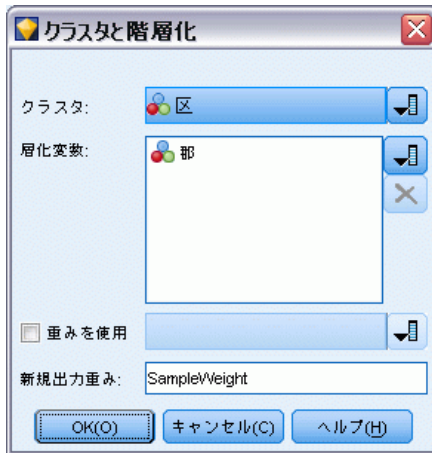 クラスタと階層化
クラスタ: 区
層化変数: 郡
重みを使用
新規出力重み: SampleWeight
OK(O) キャンセル(C) ヘルプ(H)